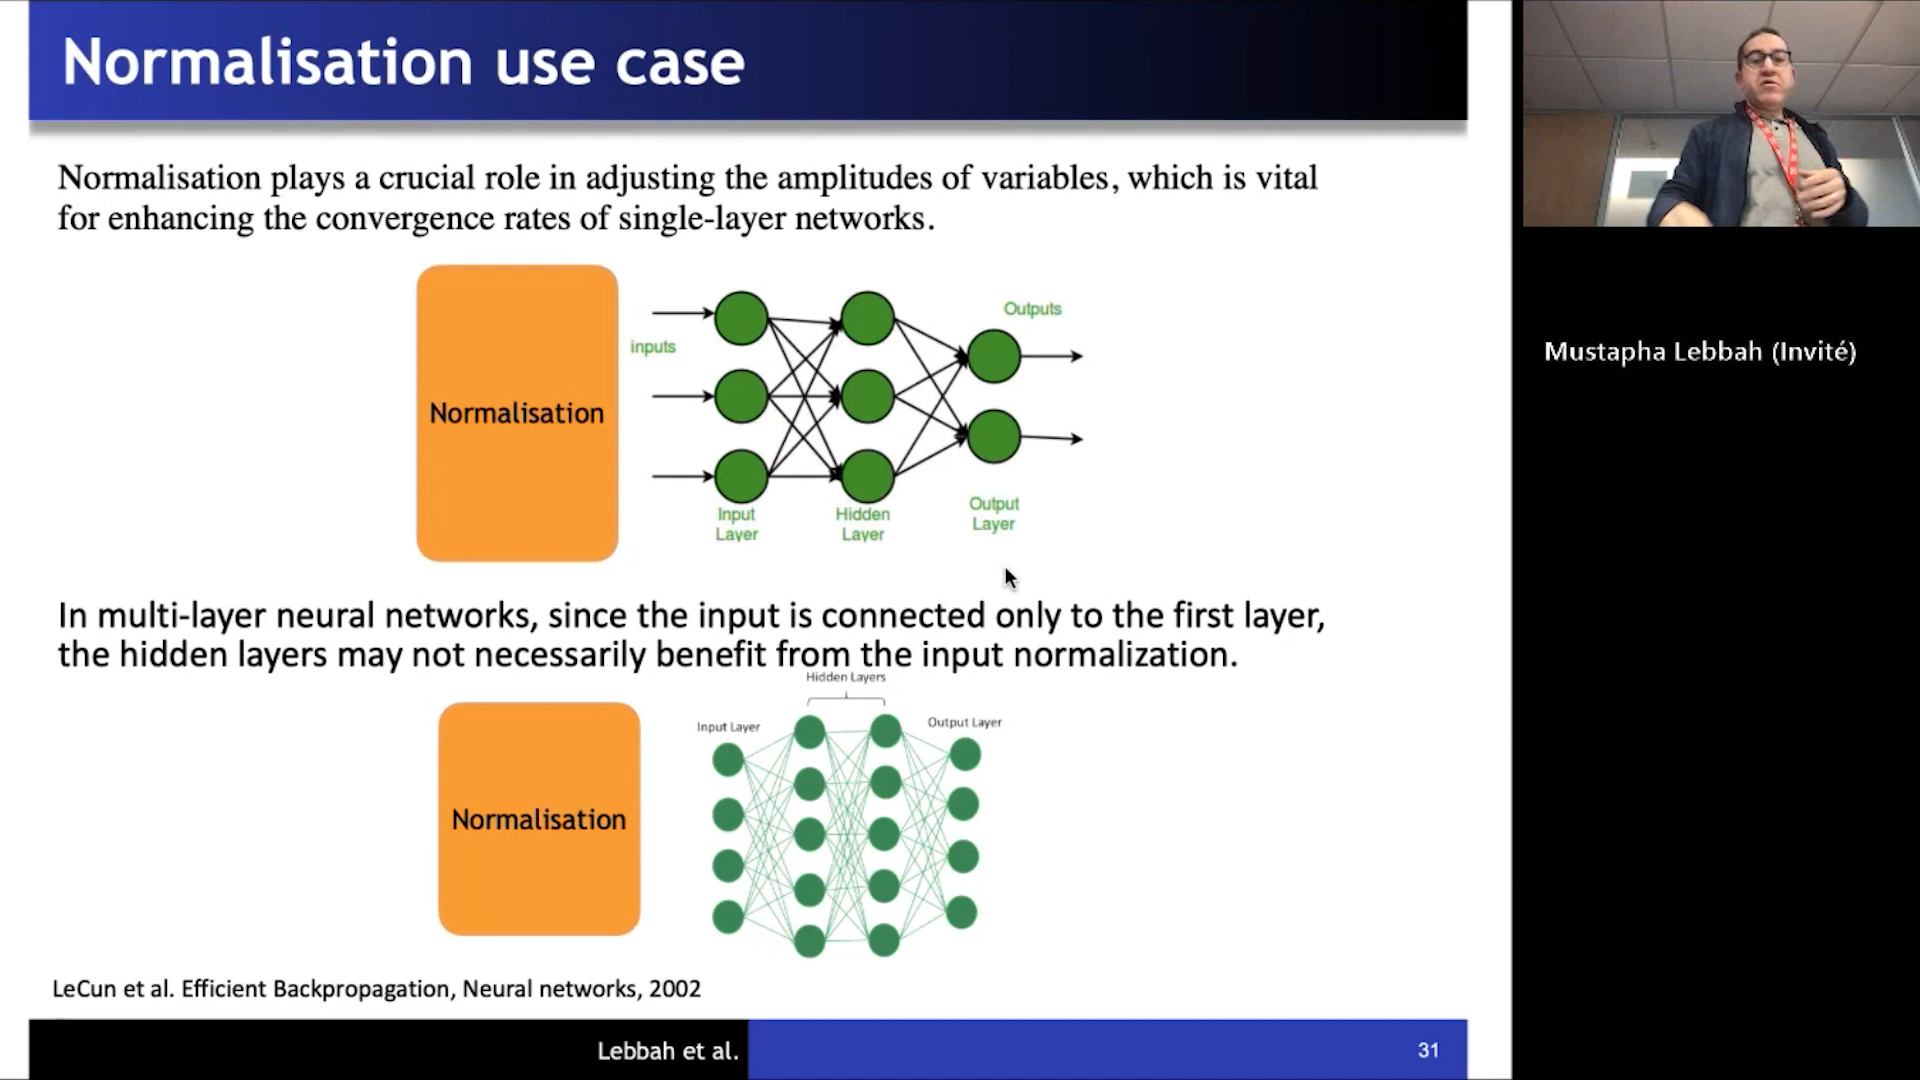 Normalisation use case
Normalisation plays a crucial role in adjusting the amplitudes of variables, which is vital
for enhancing the convergence rates of single-layer networks.
Normalisation
inputs
Outputs
Input
Layer
Hidden
Layer
Output
Layer
In multi-layer neural networks, since the input is connected only to the first layer,
the hidden layers may not necessarily benefit from the input normalization.
Normalisation
Hidden Layers
Input Layer
Output Layer
LeCun et al. Efficient Backpropagation, Neural networks, 2002
Lebbah et al.
31
Mustapha Lebbah (Invité)